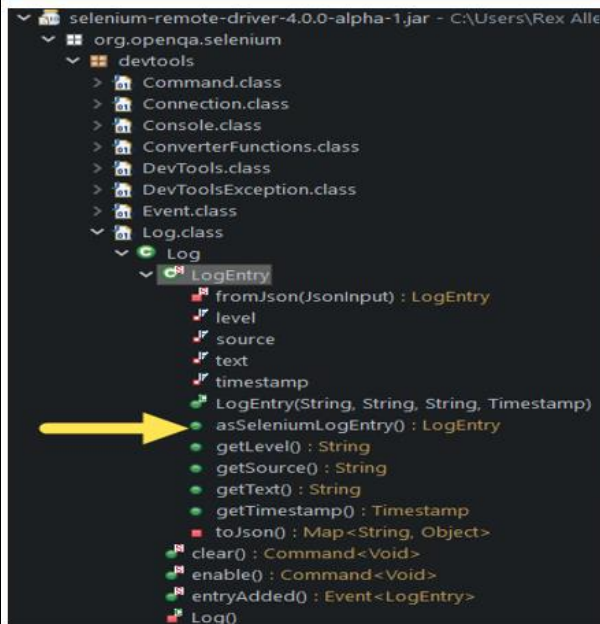 selenium-remote-driver-4.0.0-alpha-1.jar - C:\Users\Rex Alle
org.openqa.selenium
devtools
Command.class
Connection.class
Console.class
ConverterFunctions.class
DevTools.class
DevToolsException.class
Event.class
Log.class
Log
LogEntry
fromJson(JsonInput) : LogEntry
level
source
text
timestamp
LogEntry(String, String, String, Timestamp)
asSeleniumLogEntry() : LogEntry
getLevel() : String
getSource() : String
getText() : String
getTimestamp() : Timestamp
toJson() : Map<String, Object>
clear() : Command<Void>
enable() : Command<Void>
entryAdded() : Event<LogEntry>
Log()